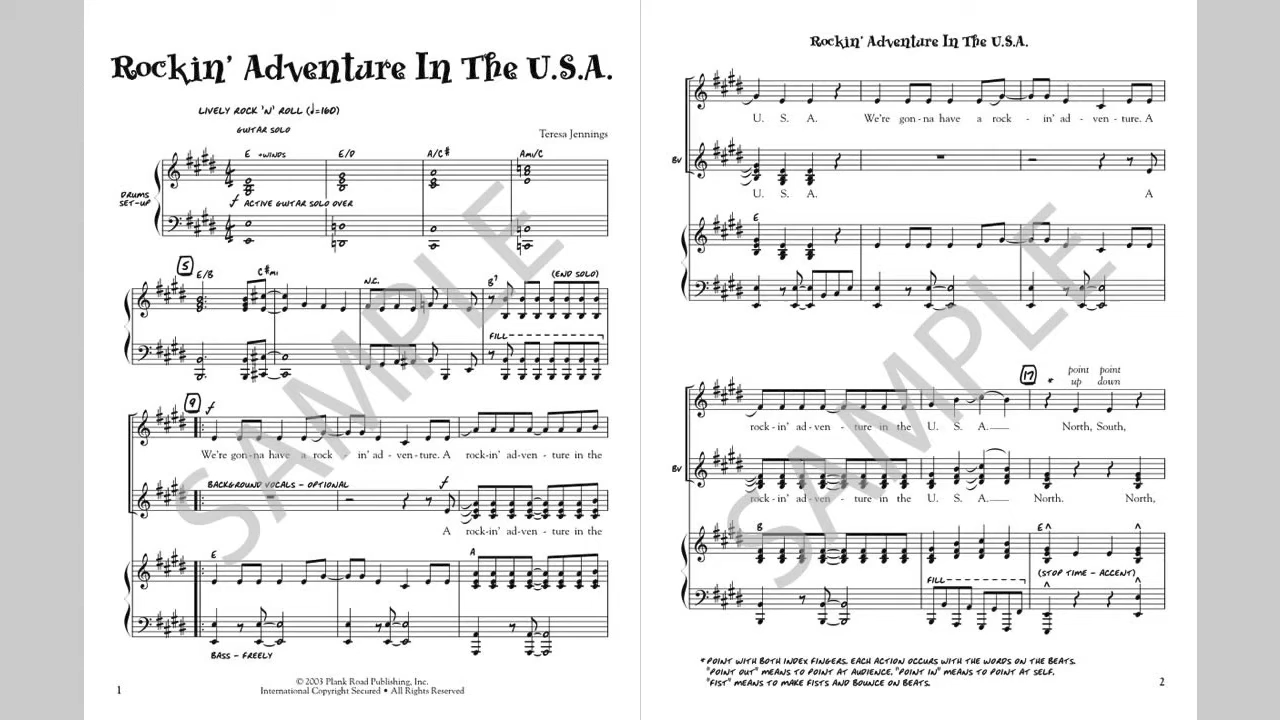 Rockin' Adventure In The U.S.A.
LIVELY ROCK 'N' ROLL (♩=160)
GUITAR SOLO
Teresa Jennings
E +WINDS E/D A/C# Ami/C
DRUMS
SET-UP
f ACTIVE GUITAR SOLO OVER
5
E/B C#mi N.C. B7 (END SOLO)
FILL
9
f
We're gon-na have a rock - in' ad - ven - ture. A rock-in' ad-ven - ture in the
BACKGROUND VOCALS - OPTIONAL f
A rock-in' ad-ven - ture in the
E A
BASS - FREELY
© 2003 Plank Road Publishing, Inc.
International Copyright Secured • All Rights Reserved
1
SAMPLE
Rockin' Adventure In The U.S.A.
U. S. A. We're gon - na have a rock - in' ad - ven - ture. A
BV
U. S. A. A
E
17
* point point
up down
rock-in' ad-ven - ture in the U. S. A. North, South,
BV
rock-in' ad-ven - ture in the U. S. A. North. North,
B E
FILL
(STOP TIME - ACCENT)
* POINT WITH BOTH INDEX FINGERS. EACH ACTION OCCURS WITH THE WORDS ON THE BEATS.
"POINT OUT" MEANS TO POINT AT AUDIENCE, "POINT IN" MEANS TO POINT AT SELF.
"FIST" MEANS TO MAKE FISTS AND BOUNCE ON BEATS.
2
SAMPLE